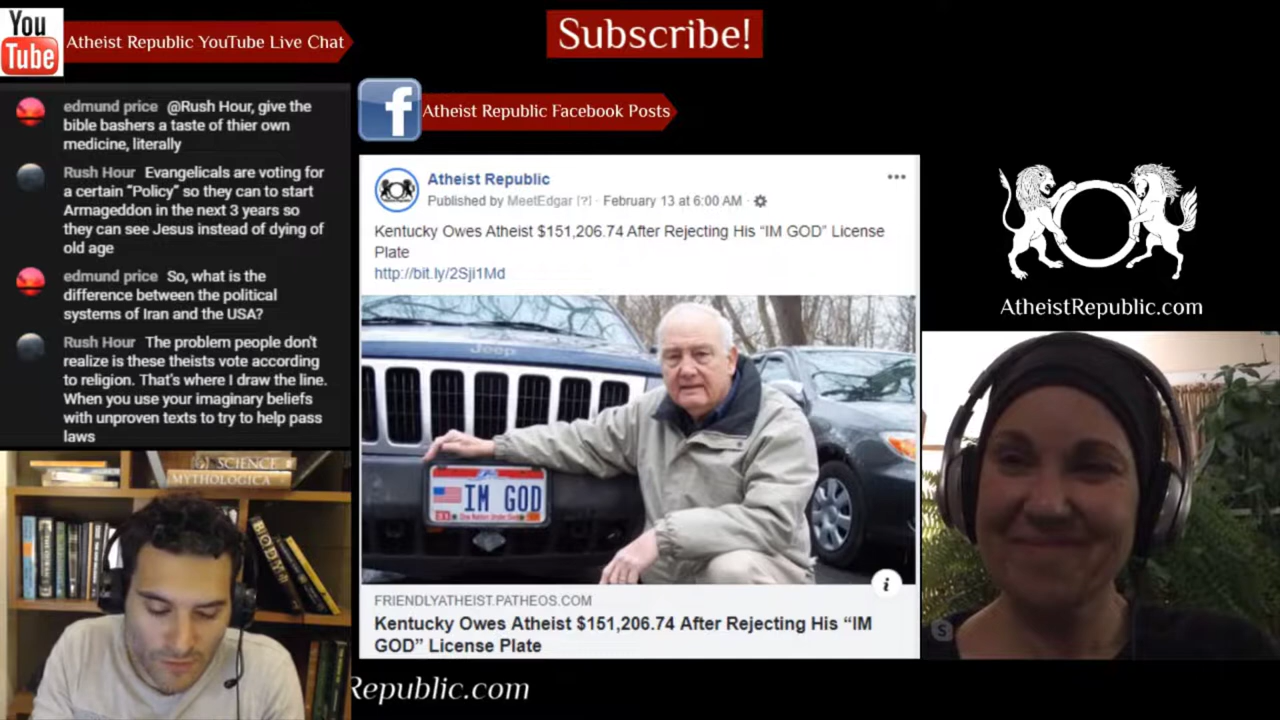 You
Tube
Atheist Republic YouTube Live Chat
Subscribe!
edmund price @Rush Hour, give the
bible bashers a taste of thier own
medicine, literally
Rush Hour Evangelicals are voting for
a certain “Policy” so they can to start
Armageddon in the next 3 years so
they can see Jesus instead of dying of
old age
edmund price So, what is the
difference between the political
systems of Iran and the USA?
Rush Hour The problem people don't
realize is these theists vote according
to religion. That's where I draw the line.
When you use your imaginary beliefs
with unproven texts to try to help pass
laws
f
Atheist Republic Facebook Posts
Atheist Republic
Published by MeetEdgar [?] · February 13 at 6:00 AM ·
Kentucky Owes Atheist $151,206.74 After Rejecting His “IM GOD” License
Plate
http://bit.ly/2Sji1Md
Jeep
IM GOD
FRIENDLYATHEIST.PATHEOS.COM
Kentucky Owes Atheist $151,206.74 After Rejecting His “IM
GOD” License Plate
AtheistRepublic.com
SCIENCE
MYTHOLOGICA
BODY
S
Republic.com